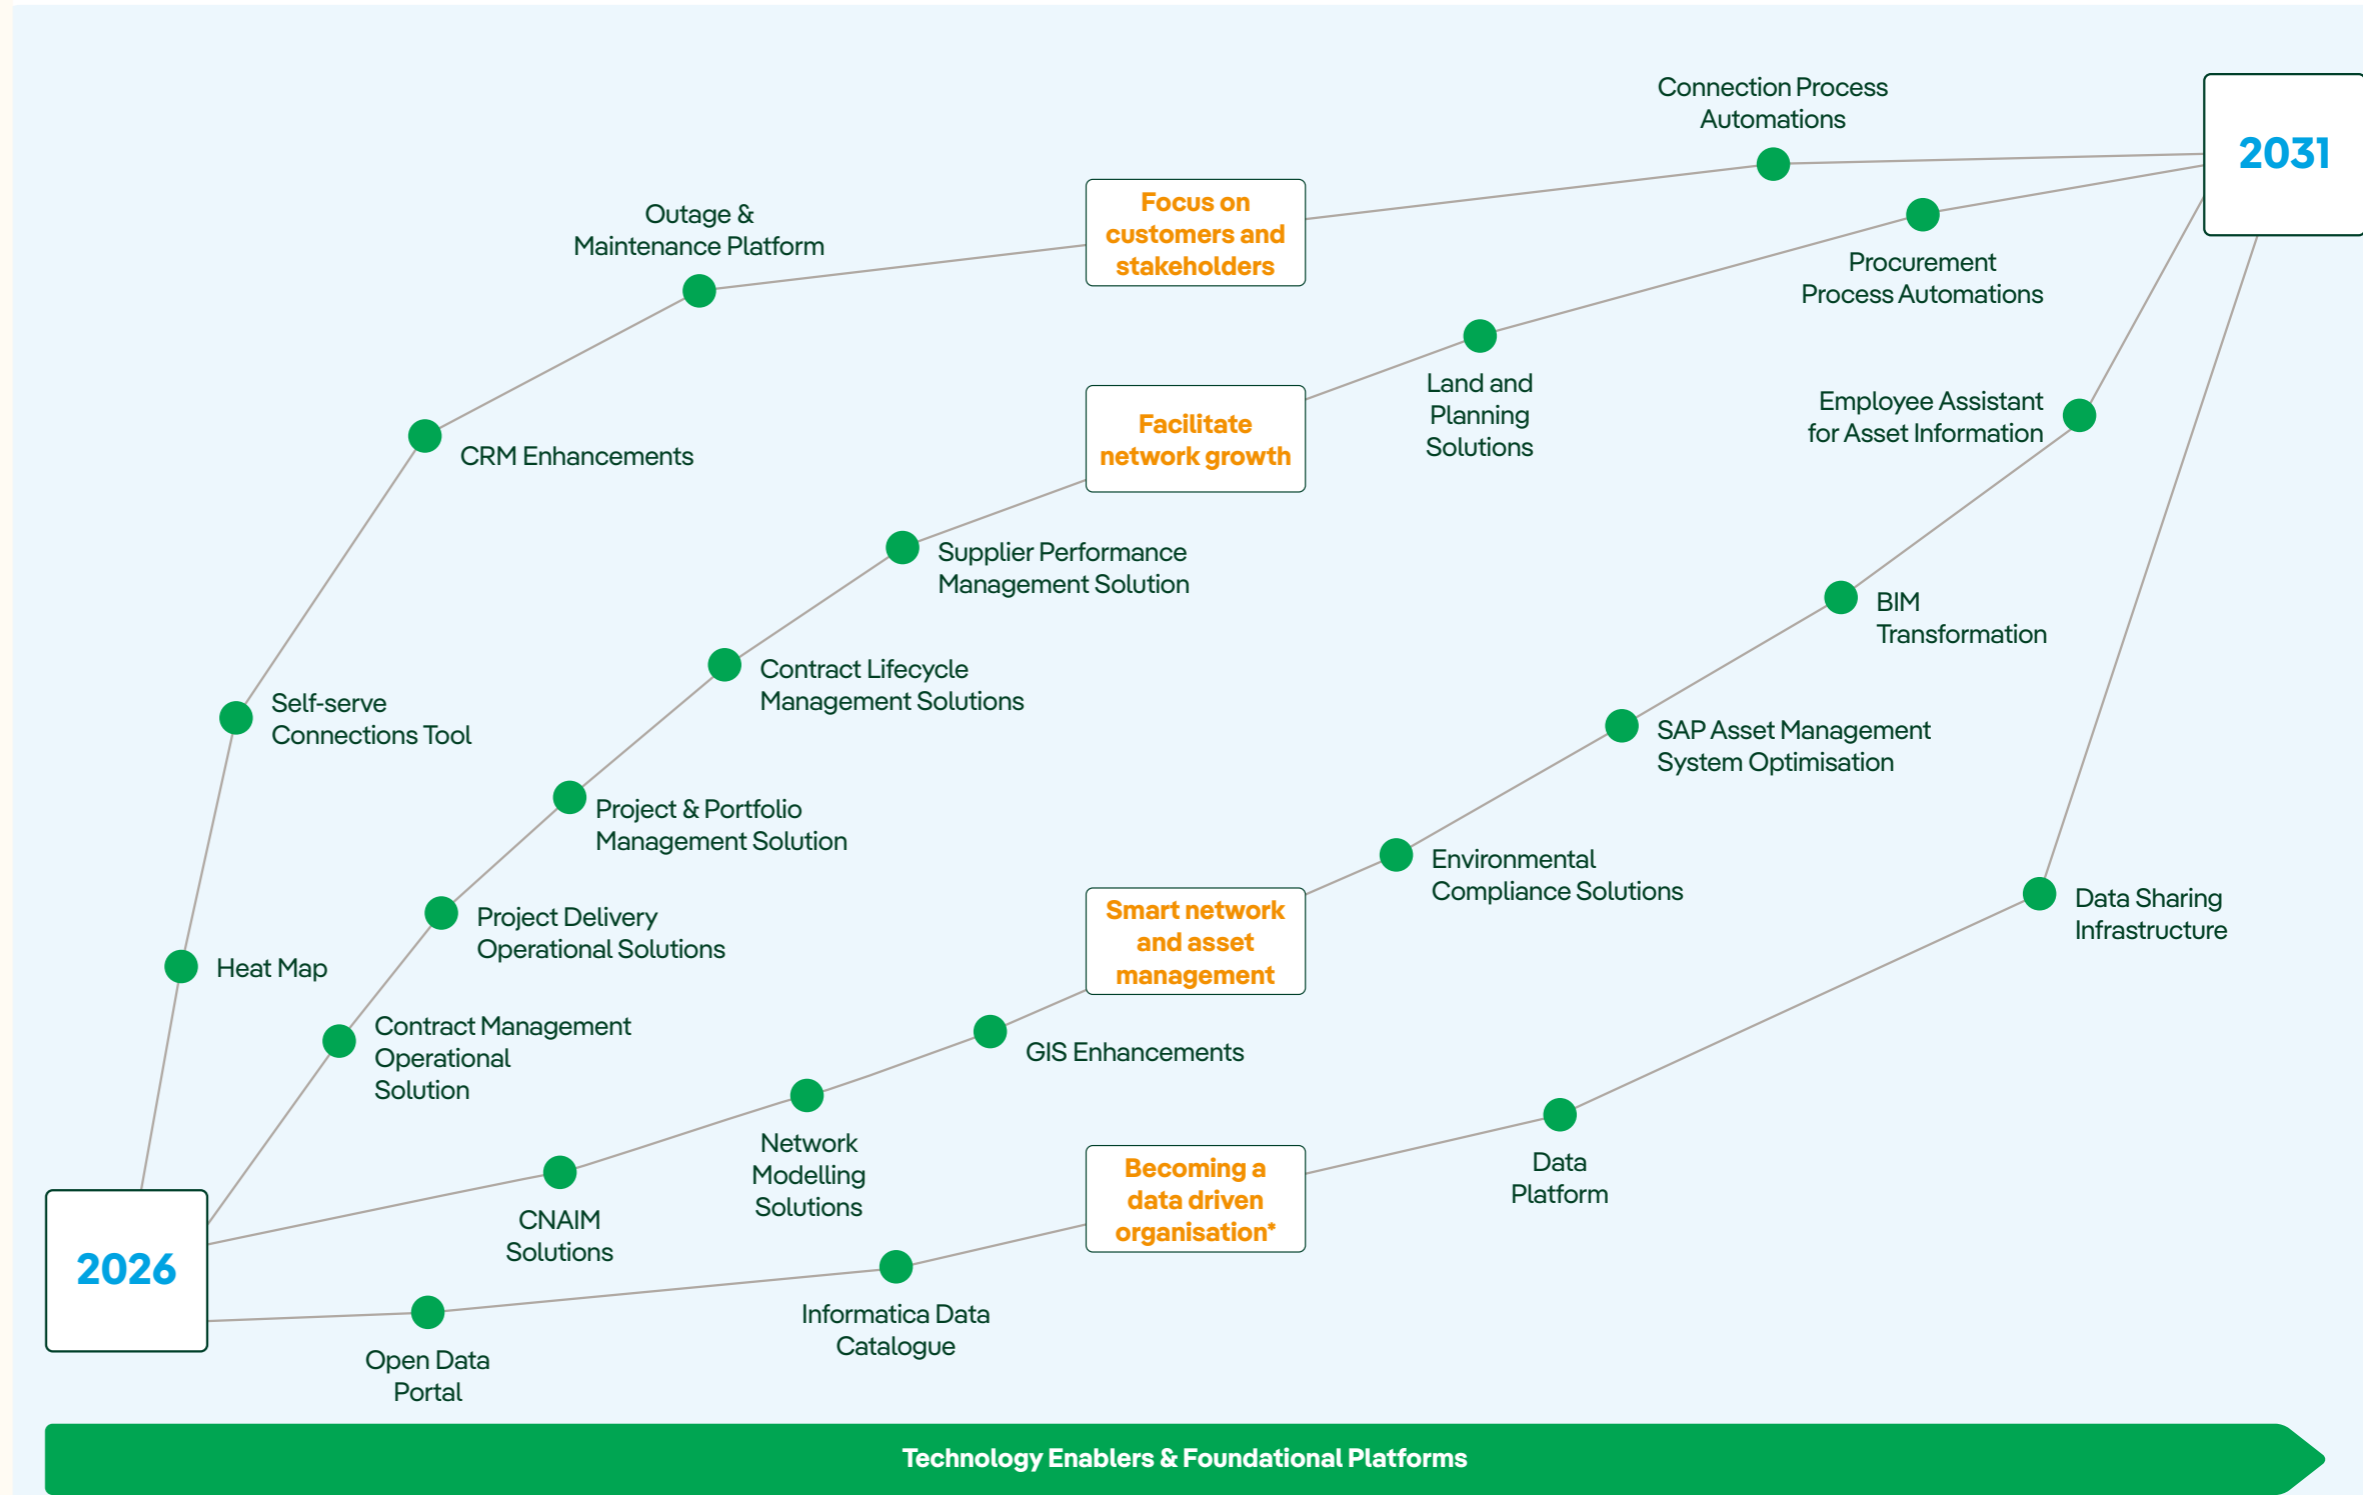 Connection Process
Automations
2031
Focus on
customers and
stakeholders
Outage &
Maintenance Platform
Procurement
Process Automations
Land and
Planning
Solutions
Facilitate
network growth
Employee Assistant
for Asset Information
CRM Enhancements
Supplier Performance
Management Solution
BIM
Transformation
Contract Lifecycle
Management Solutions
Self-serve
Connections Tool
SAP Asset Management
System Optimisation
Project & Portfolio
Management Solution
Environmental
Compliance Solutions
Smart network
and asset
management
Data Sharing
Infrastructure
Project Delivery
Operational Solutions
Heat Map
Contract Management
Operational
Solution
GIS Enhancements
Network
Modelling
Solutions
Becoming a
data driven
organisation*
Data
Platform
CNAIM
Solutions
2026
Informatica Data
Catalogue
Open Data
Portal
Technology Enablers & Foundational Platforms